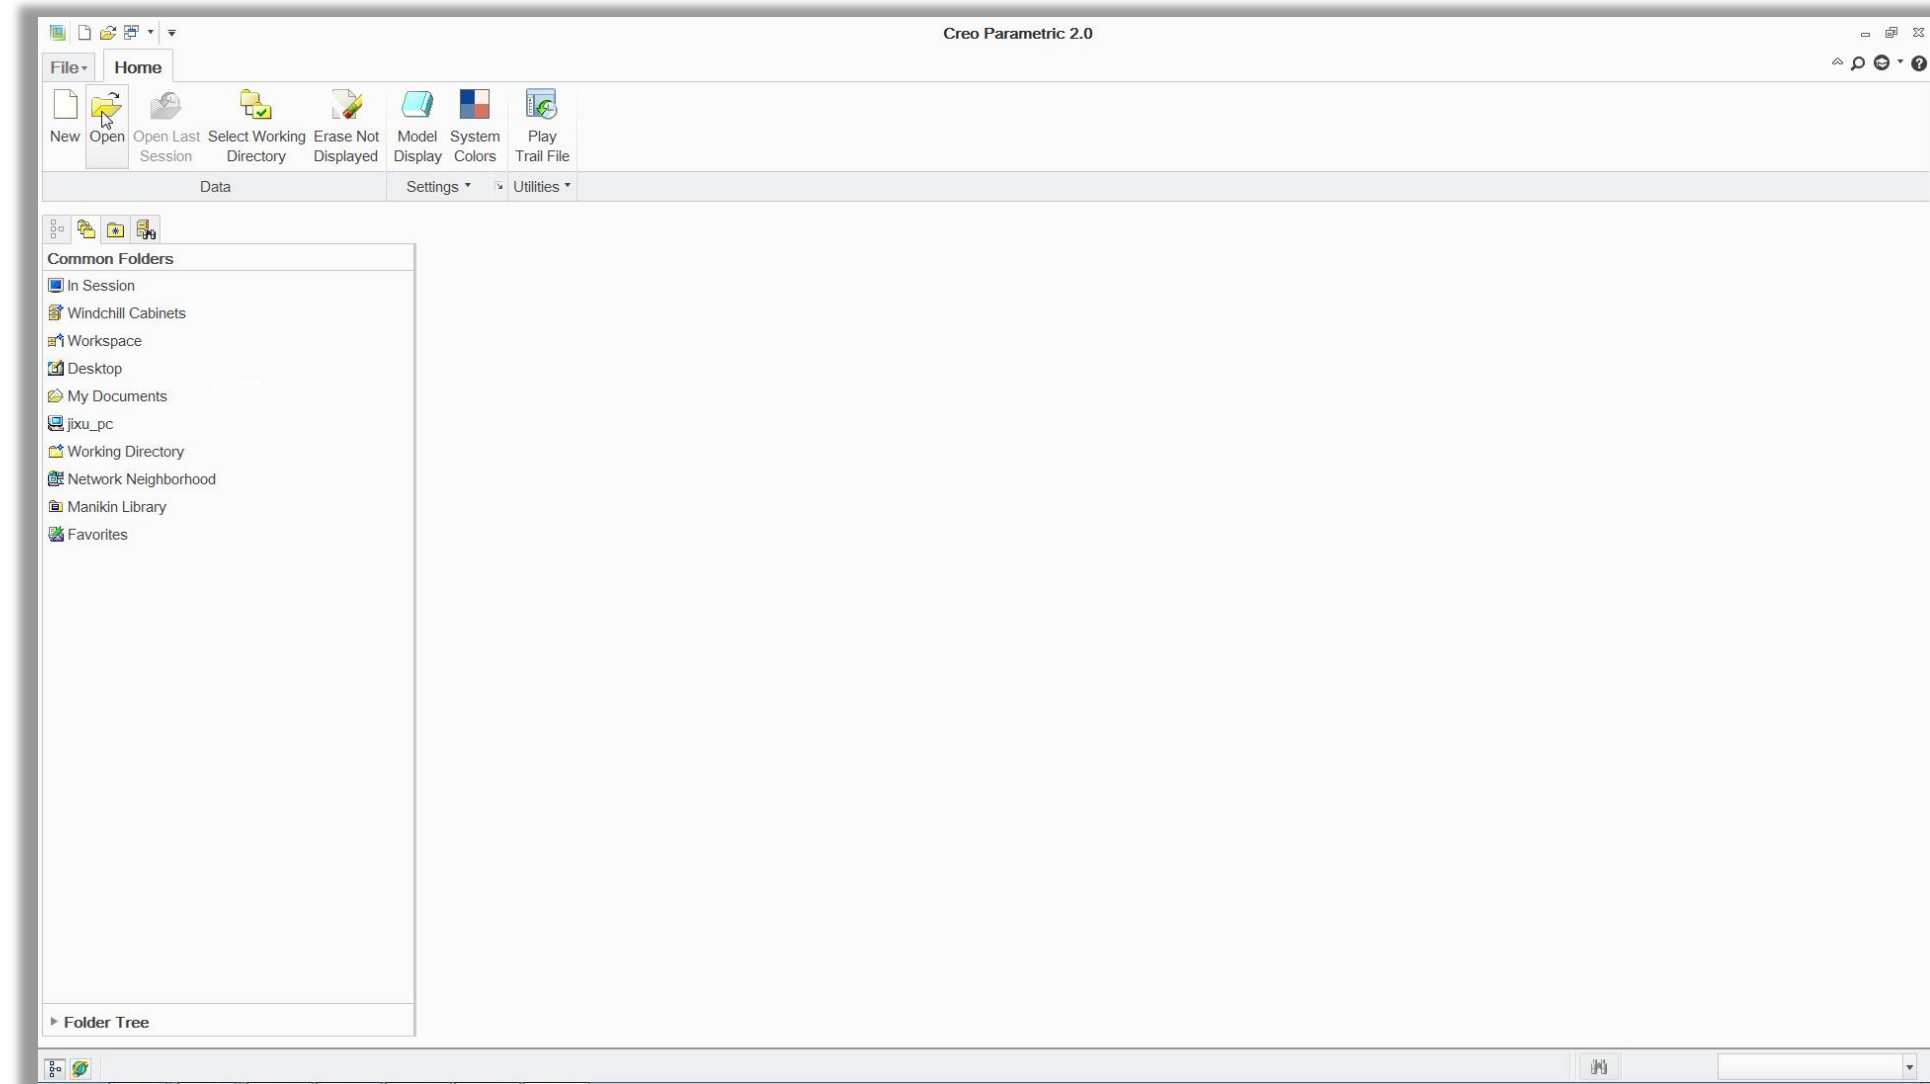 Creo Parametric 2.0
File Home
New Open Open Last Session Select Working Directory Erase Not Displayed Model Display System Colors Play Trail File
Data Settings Utilities
Common Folders
In Session
Windchill Cabinets
Workspace
Desktop
My Documents
jixu_pc
Working Directory
Network Neighborhood
Manikin Library
Favorites
Folder Tree